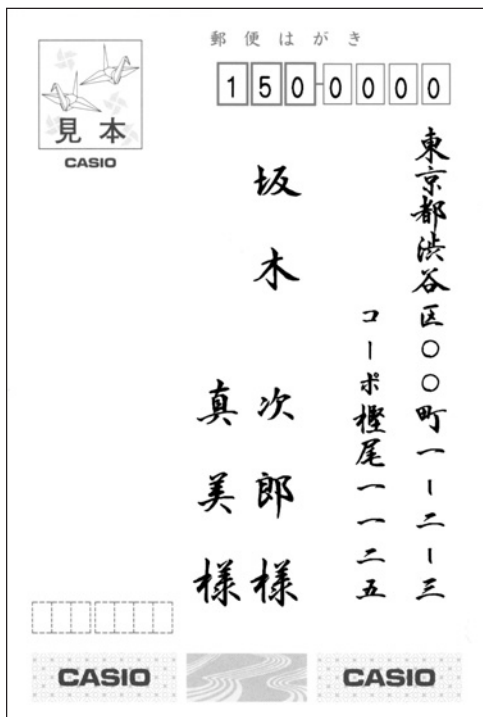 郵便はがき
150-0000
見本
CASIO
東京都渋谷区○○町一ー二ー三
コーポ樫尾一一二五
坂木 次郎様
真美様
CASIO
CASIO